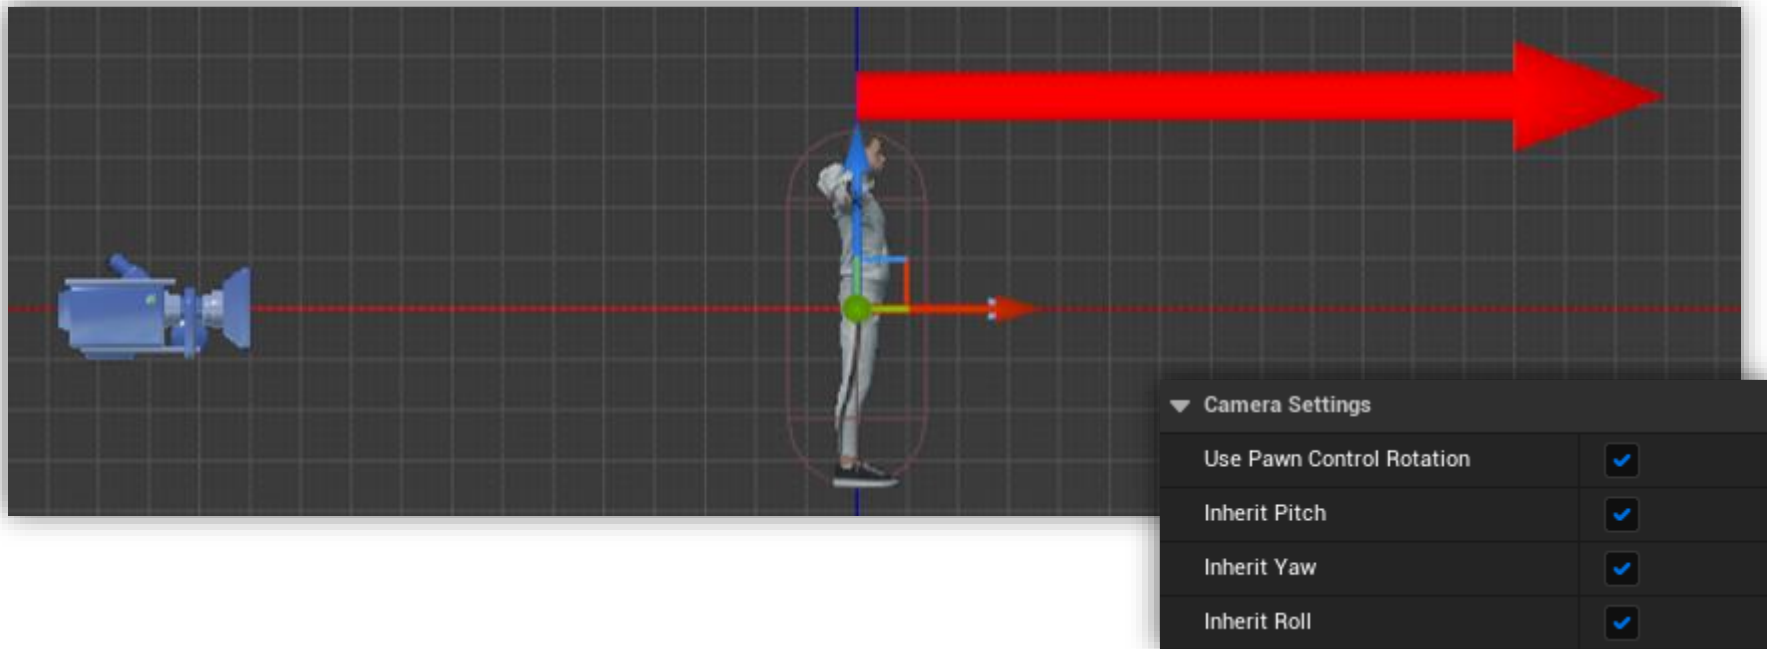 Camera Settings
Use Pawn Control Rotation
Inherit Pitch
Inherit Yaw
Inherit Roll